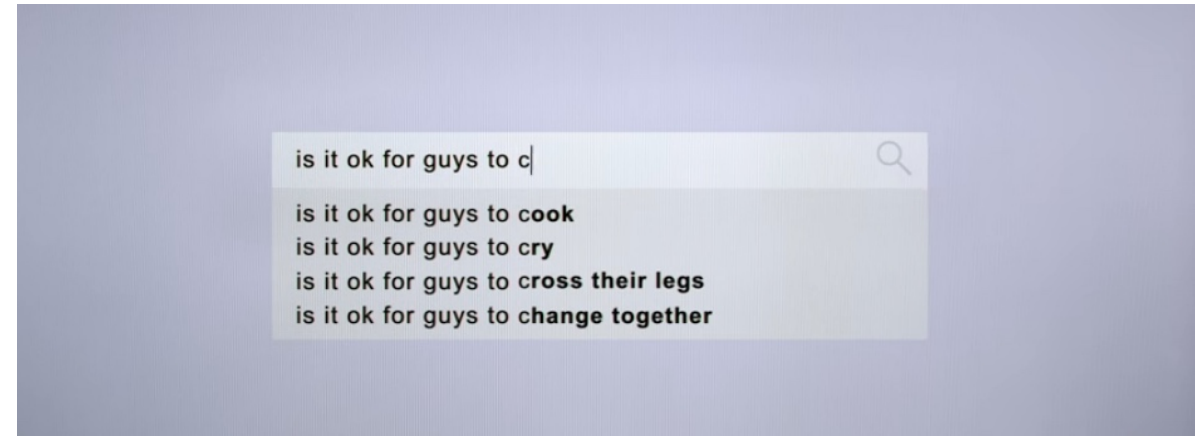 is it ok for guys to c
is it ok for guys to cook
is it ok for guys to cry
is it ok for guys to cross their legs
is it ok for guys to change together